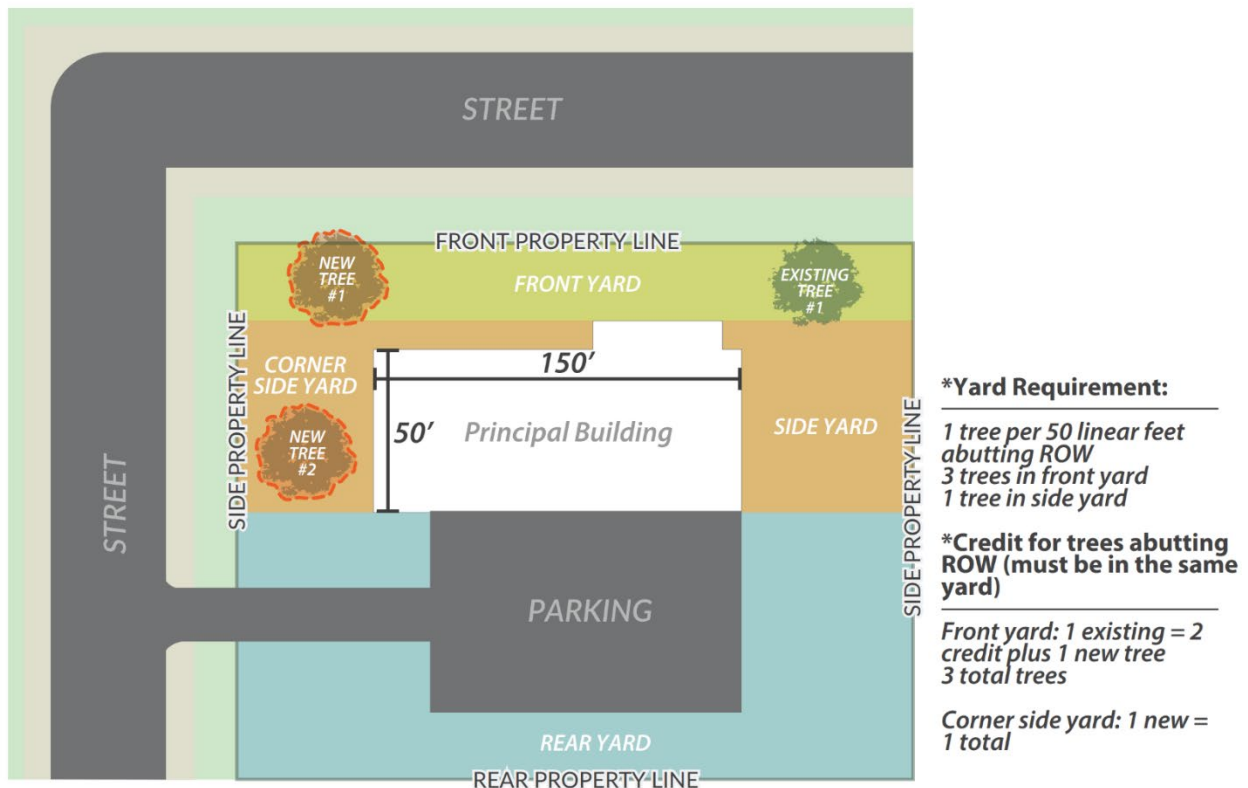 STREET
FRONT PROPERTY LINE
NEW
TREE
#1
FRONT YARD
EXISTING
TREE
#1
SIDE PROPERTY LINE
CORNER
SIDE YARD
150’
50’
Principal Building
SIDE YARD
NEW
TREE
#2
STREET
SIDE PROPERTY LINE
PARKING
REAR YARD
REAR PROPERTY LINE
*Yard Requirement:
1 tree per 50 linear feet
abutting ROW
3 trees in front yard
1 tree in side yard
*Credit for trees abutting
ROW (must be in the same
yard)
Front yard: 1 existing = 2
credit plus 1 new tree
3 total trees
Corner side yard: 1 new =
1 total